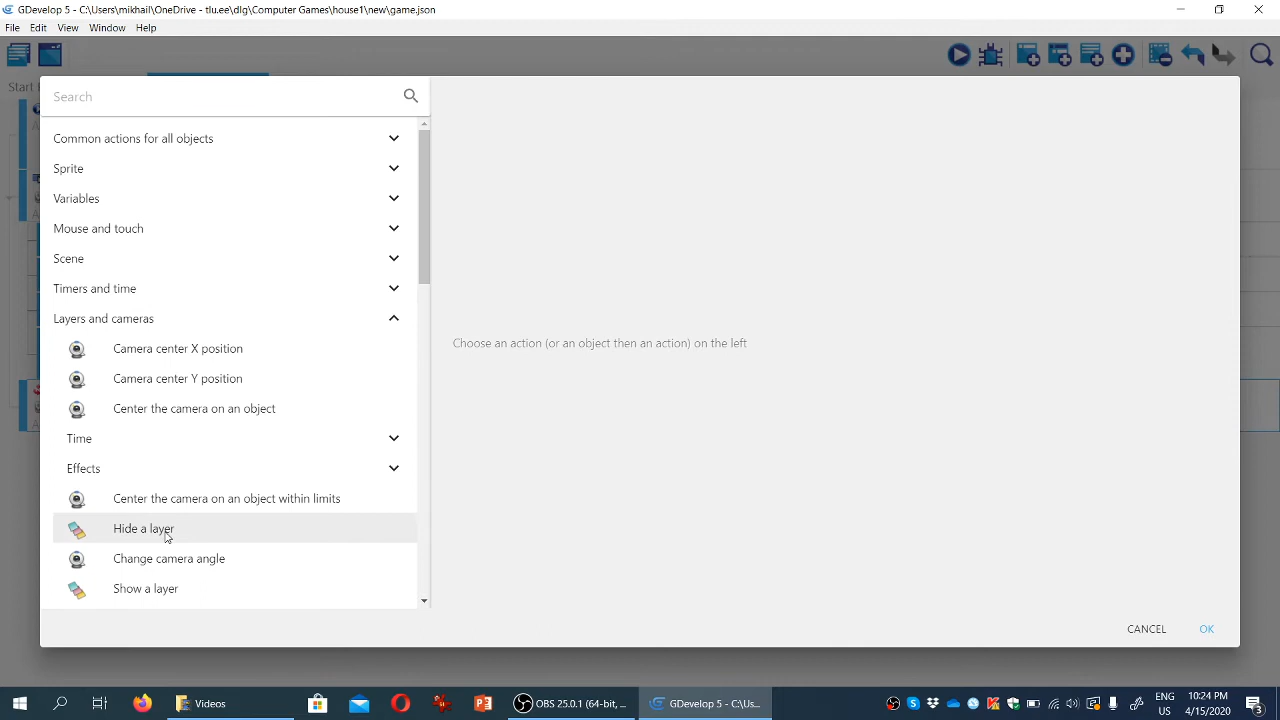 GDevelop 5 - C:\Users\mikhail\OneDrive - tlu.ee\dlg\Computer Games\house1\new\game.json
File Edit View Window Help
Start
Search
Common actions for all objects
Sprite
Variables
Mouse and touch
Scene
Timers and time
Layers and cameras
Camera center X position
Camera center Y position
Center the camera on an object
Time
Effects
Center the camera on an object within limits
Hide a layer
Change camera angle
Show a layer
Choose an action (or an object then an action) on the left
CANCEL OK
Videos
OBS 25.0.1 (64-bit, ...
GDevelop 5 - C:\Us...
ENG
US
10:24 PM
4/15/2020
3